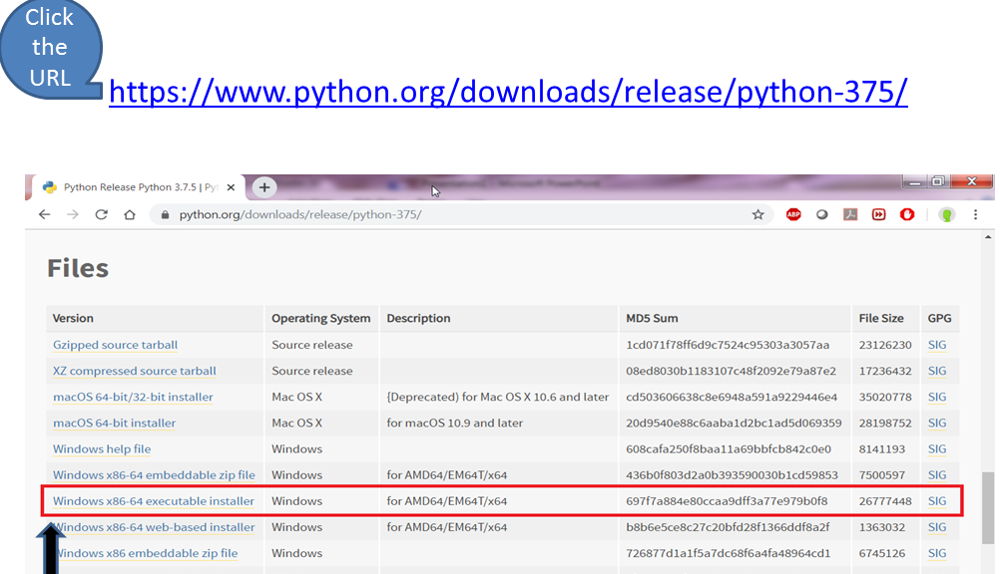 Click
the
URL
https://www.python.org/downloads/release/python-375/
Python Release Python 3.7.5 | Pyt
python.org/downloads/release/python-375/
ABP
Files
Version Operating System Description MD5 Sum File Size GPG
Gzipped source tarball Source release 1cd071f78ff6d9c7524c95303a3057aa 23126230 SIG
XZ compressed source tarball Source release 08ed8030b1183107c48f2092e79a87e2 17236432 SIG
macOS 64-bit/32-bit installer Mac OS X {Deprecated) for Mac OS X 10.6 and later cd503606638c8e6948a591a9229446e4 35020778 SIG
macOS 64-bit installer Mac OS X for macOS 10.9 and later 20d9540e88c6aaba1d2bc1ad5d069359 28198752 SIG
Windows help file Windows 608cafa250f8baa11a69bbfcb842c0e0 8141193 SIG
Windows x86-64 embeddable zip file Windows for AMD64/EM64T/x64 436b0f803d2a0b393590030b1cd59853 7500597 SIG
Windows x86-64 executable installer Windows for AMD64/EM64T/x64 697f7a884e80ccaa9dff3a77e979b0f8 26777448 SIG
Windows x86-64 web-based installer Windows for AMD64/EM64T/x64 b8b6e5ce8c27c20bfd28f1366ddf8a2f 1363032 SIG
Windows x86 embeddable zip file Windows 726877d1a1f5a7dc68f6a4fa48964cd1 6745126 SIG